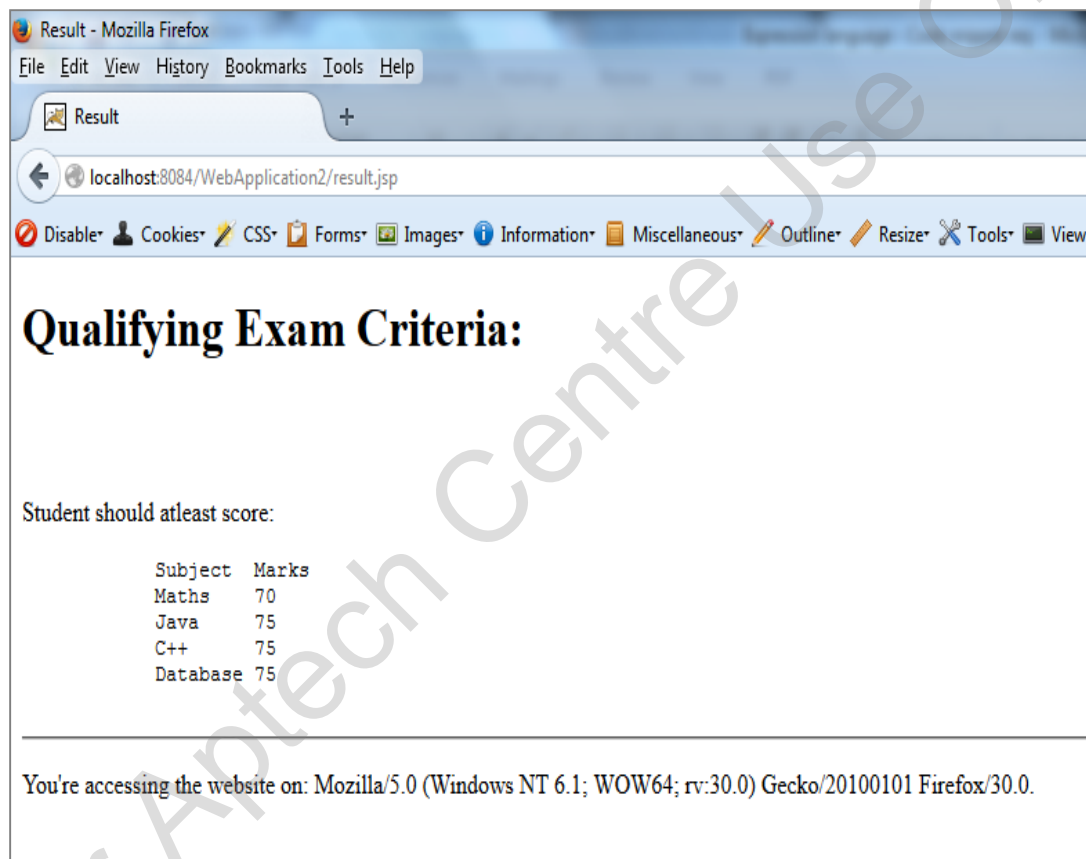 Result - Mozilla Firefox
File Edit View History Bookmarks Tools Help
Result +
localhost:8084/WebApplication2/result.jsp
Disable Cookies CSS Forms Images Information Miscellaneous Outline Resize Tools View
Qualifying Exam Criteria:
Student should atleast score:
Subject Marks
Maths 70
Java 75
C++ 75
Database 75
You're accessing the website on: Mozilla/5.0 (Windows NT 6.1; WOW64; rv:30.0) Gecko/20100101 Firefox/30.0.
Aptech Centre Use